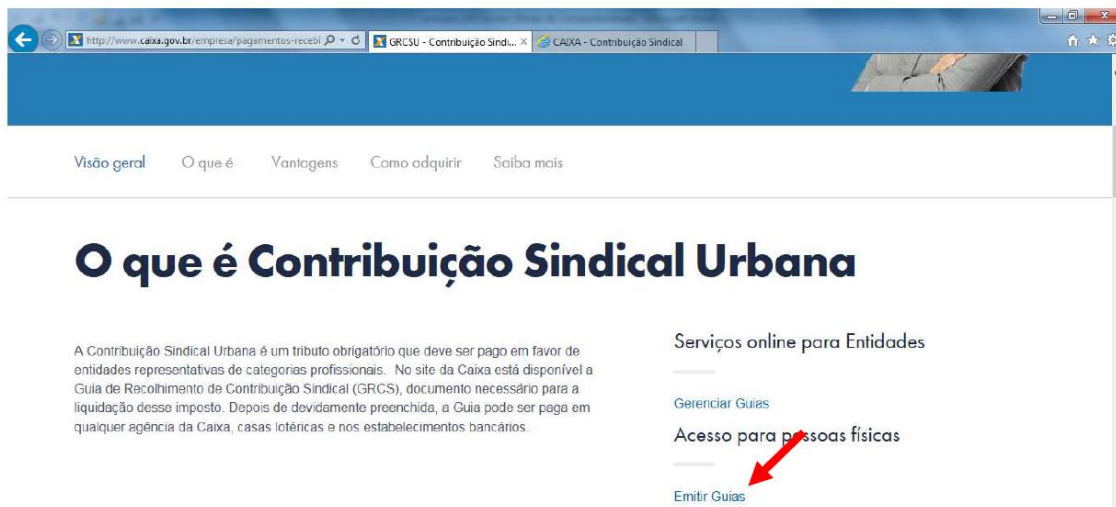 http://www.caixa.gov.br/empresa/pagamentos-recebi
GRCSU - Contribuição Sindi...
CAIXA - Contribuição Sindical
Visão geral O que é Vantagens Como adquirir Saiba mais
O que é Contribuição Sindical Urbana
A Contribuição Sindical Urbana é um tributo obrigatório que deve ser pago em favor de
entidades representativas de categorias profissionais. No site da Caixa está disponível a
Guia de Recolhimento de Contribuição Sindical (GRCS), documento necessário para a
liquidação desse imposto. Depois de devidamente preenchida, a Guia pode ser paga em
qualquer agência da Caixa, casas lotéricas e nos estabelecimentos bancários.
Serviços online para Entidades
Gerenciar Guias
Acesso para pessoas físicas
Emitir Guias